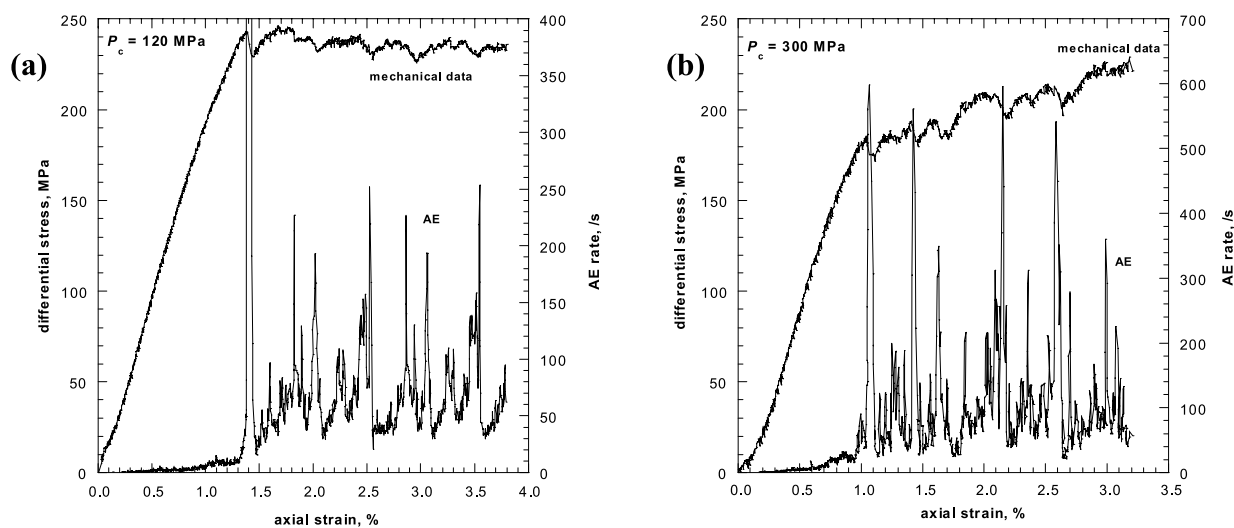 (a)
P_c = 120 MPa
mechanical data
AE
differential stress, MPa
250
200
150
100
50
0
AE rate, /s
400
350
300
250
200
150
100
50
0
0.0 0.5 1.0 1.5 2.0 2.5 3.0 3.5 4.0
axial strain, %
(b)
P_c = 300 MPa
mechanical data
AE
differential stress, MPa
250
200
150
100
50
0
AE rate, /s
700
600
500
400
300
200
100
0
0.0 0.5 1.0 1.5 2.0 2.5 3.0 3.5
axial strain, %